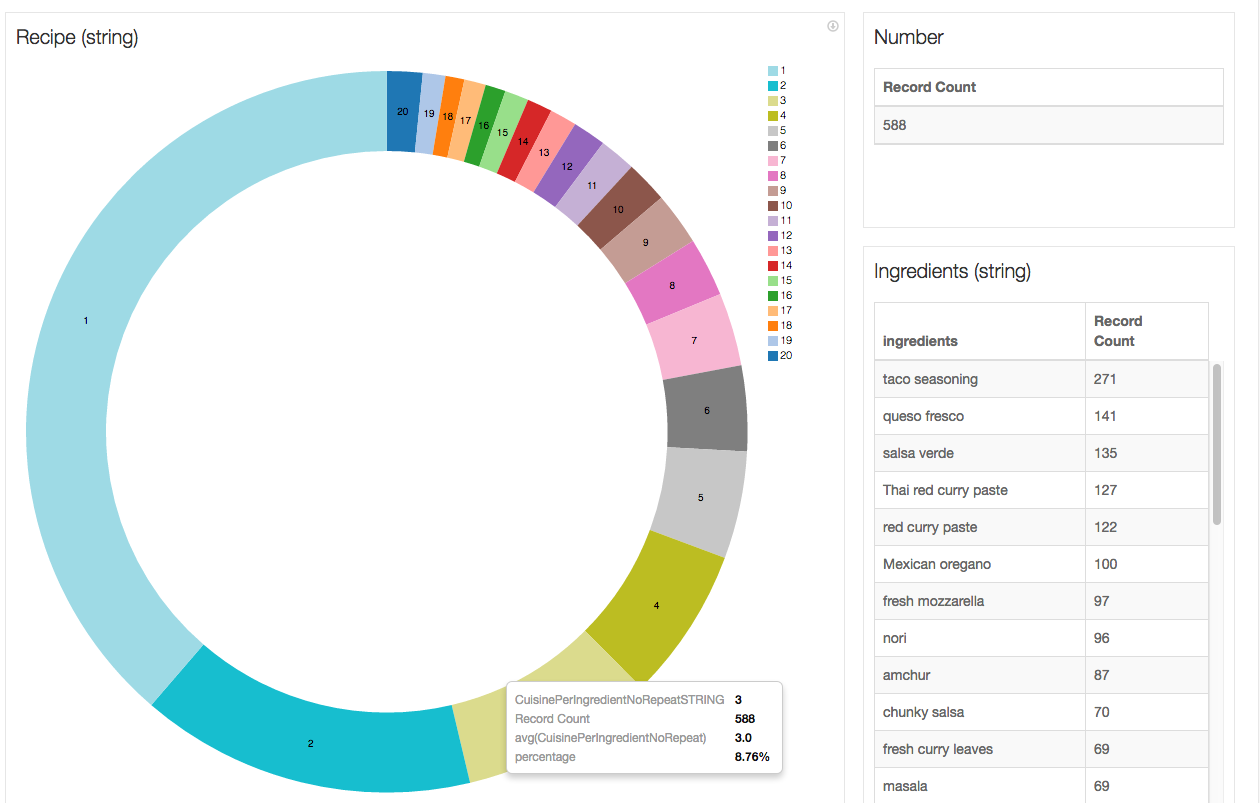 Recipe (string)
20
19
18
17
16
15
14
13
12
11
10
9
8
7
6
5
4
2
1
1
2
3
4
5
6
7
8
9
10
11
12
13
14
15
16
17
18
19
20
CuisinePerIngredientNoRepeatSTRING 3
Record Count 588
avg(CuisinePerIngredientNoRepeat) 3.0
percentage 8.76%
Number
Record Count
588
Ingredients (string)
ingredients Record Count
taco seasoning 271
queso fresco 141
salsa verde 135
Thai red curry paste 127
red curry paste 122
Mexican oregano 100
fresh mozzarella 97
nori 96
amchur 87
chunky salsa 70
fresh curry leaves 69
masala 69